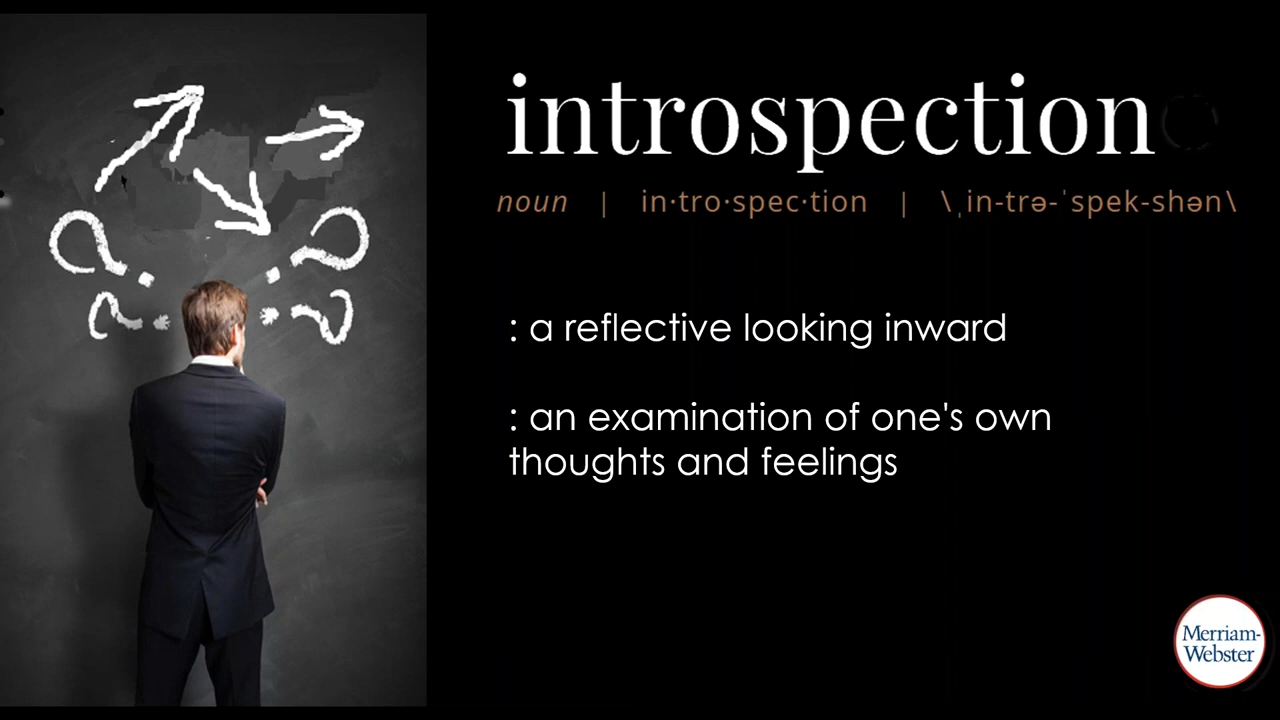 introspection
noun | in·tro·spec·tion | \ˌin-trə-ˈspek-shən\
: a reflective looking inward
: an examination of one's own
thoughts and feelings
Merriam-
Webster